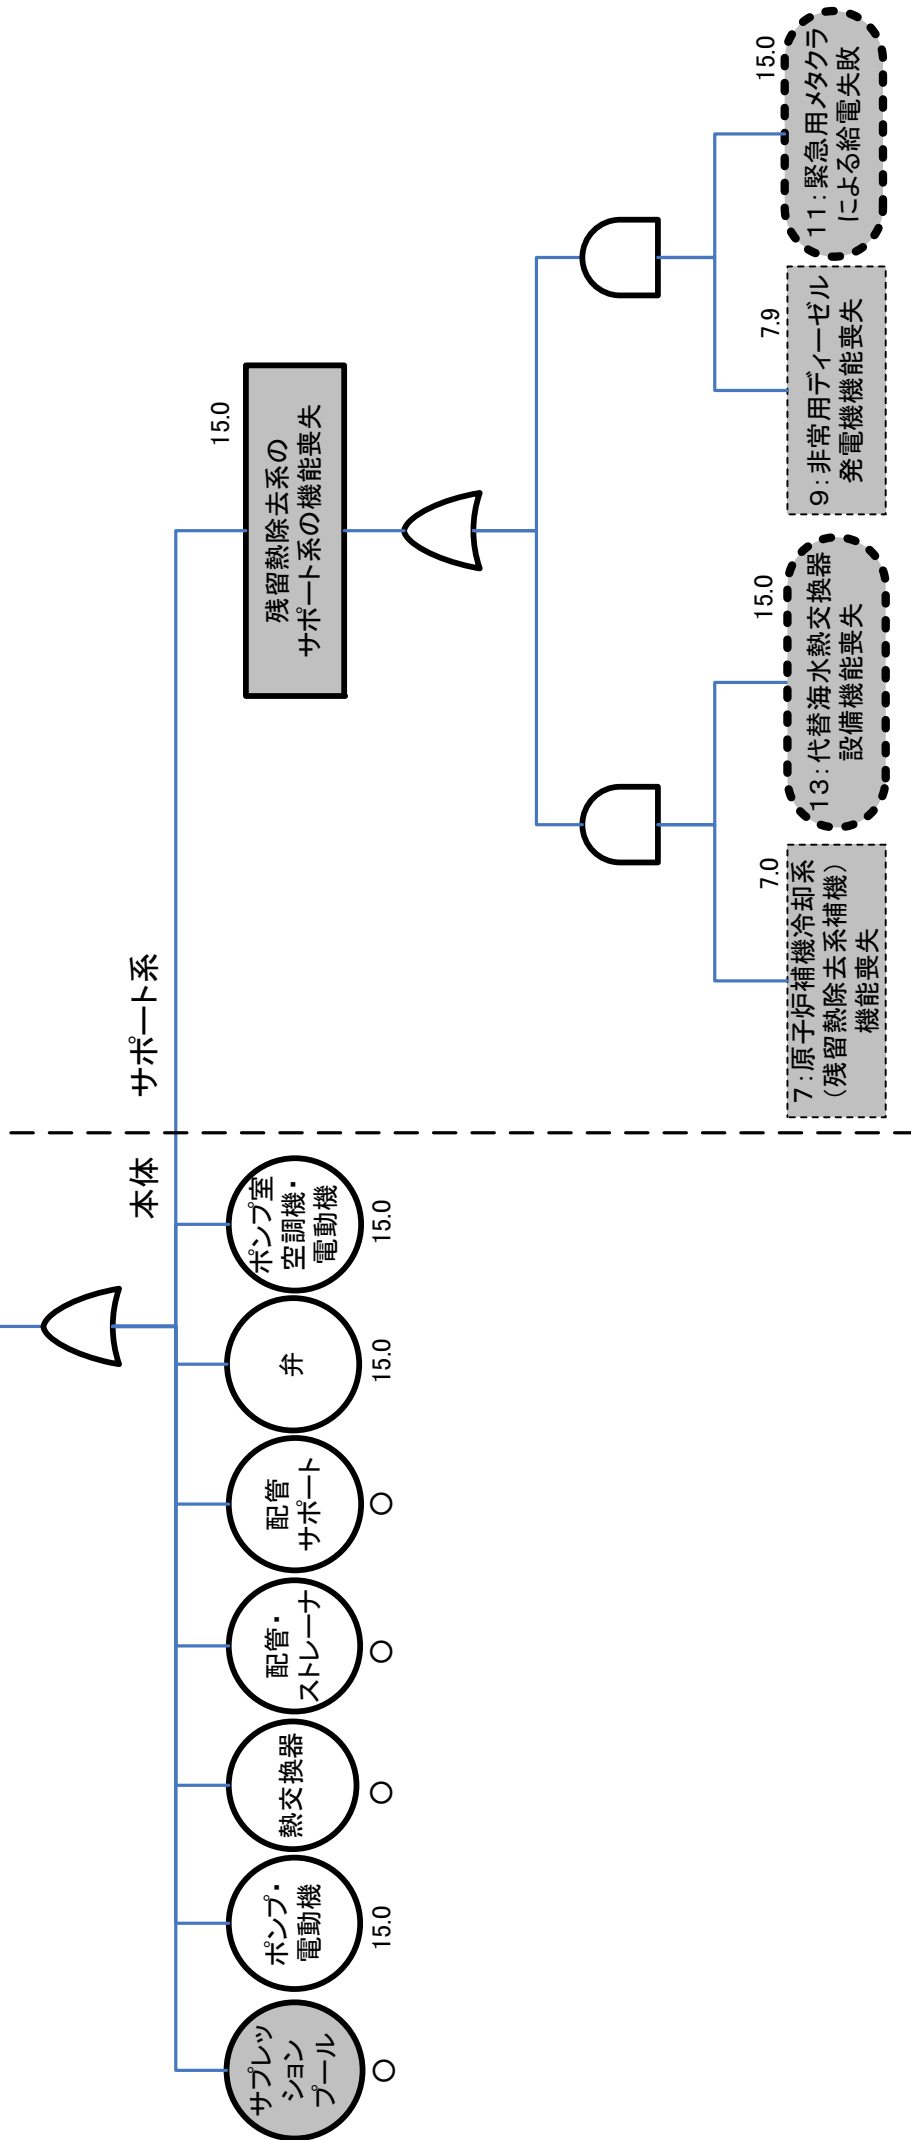 本体
サポート系
サプレッ
ション
プール
○
ポンプ・
電動機
15.0
熱交換器
○
配管・
ストレーナ
○
配管
サポート
○
弁
15.0
ポンプ室
空調機・
電動機
15.0
15.0
残留熱除去系の
サポート系の機能喪失
7.0
7:原子炉補機冷却系
(残留熱除去系補機)
機能喪失
15.0
13:代替海水熱交換器
設備機能喪失
7.9
9:非常用ディーゼル
発電機機能喪失
15.0
11:緊急用メタクラ
による給電失敗